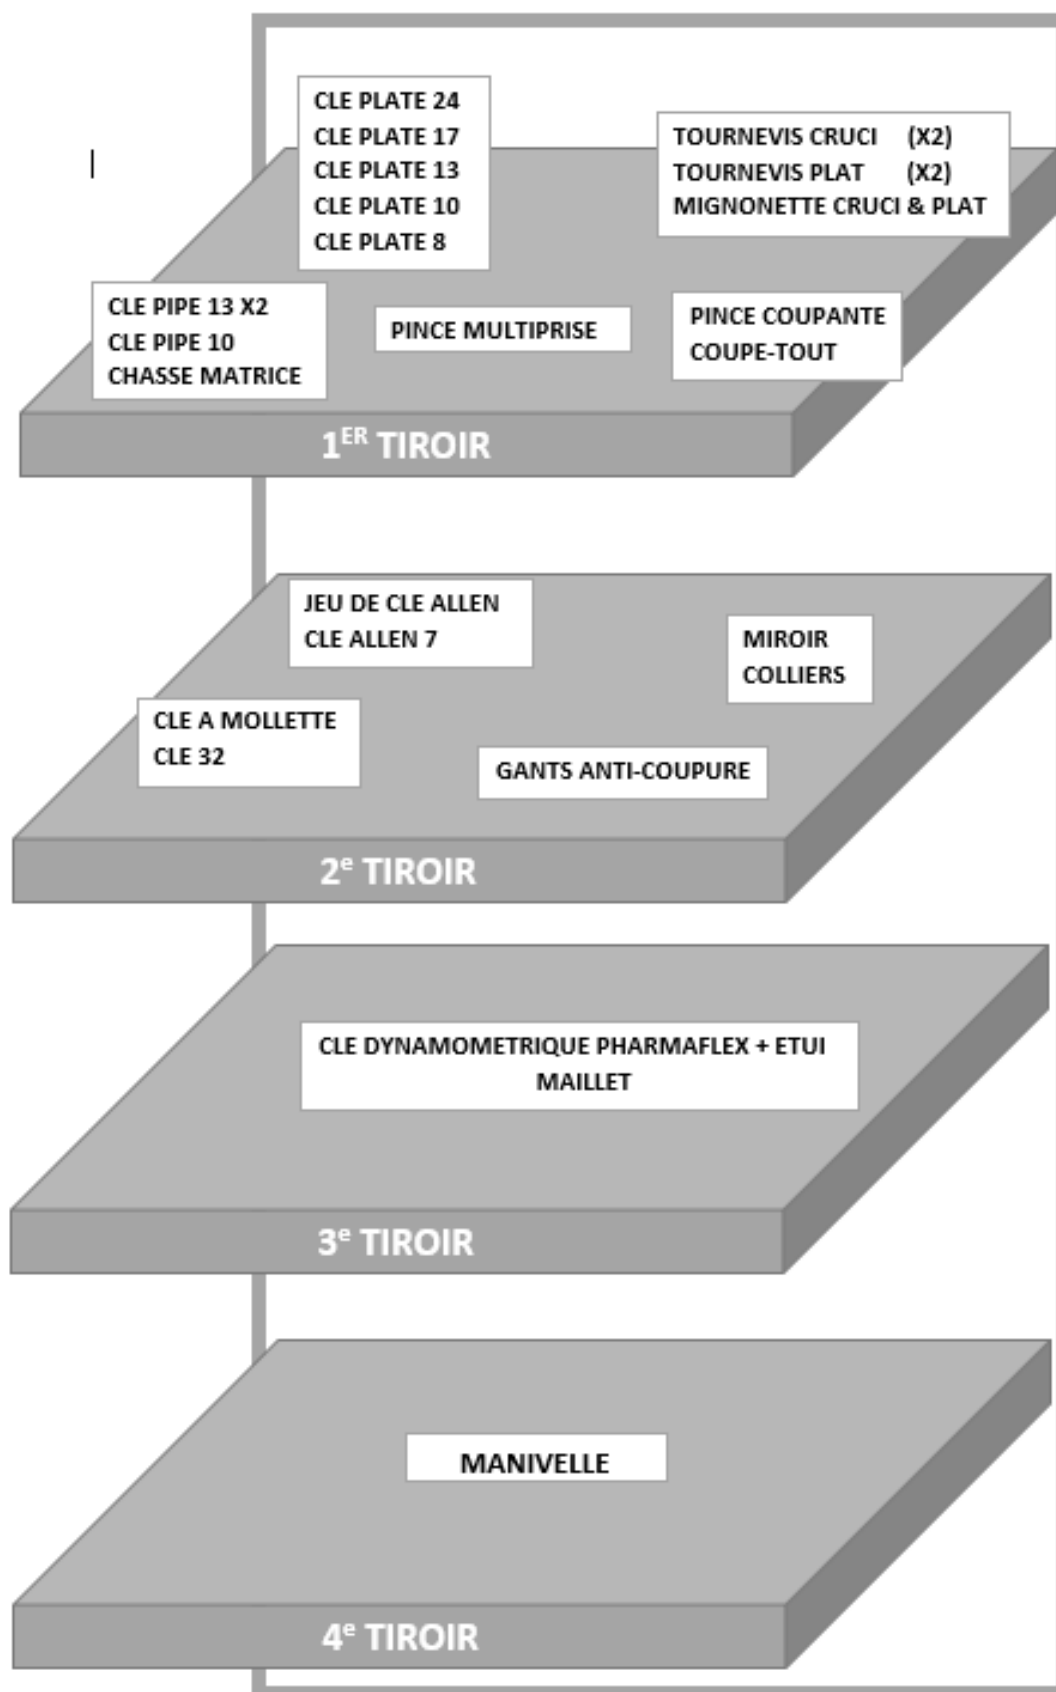 CLE PLATE 24
CLE PLATE 17
CLE PLATE 13
CLE PLATE 10
CLE PLATE 8
TOURNEVIS CRUCI (X2)
TOURNEVIS PLAT (X2)
MIGNONETTE CRUCI & PLAT
CLE PIPE 13 X2
CLE PIPE 10
CHASSE MATRICE
PINCE MULTIPRISE
PINCE COUPANTE
COUPE-TOUT
1ER TIROIR
JEU DE CLE ALLEN
CLE ALLEN 7
MIROIR
COLLIERS
CLE A MOLLETTE
CLE 32
GANTS ANTI-COUPURE
2e TIROIR
CLE DYNAMOMETRIQUE PHARMAFLEX + ETUI
MAILLET
3e TIROIR
MANIVELLE
4e TIROIR